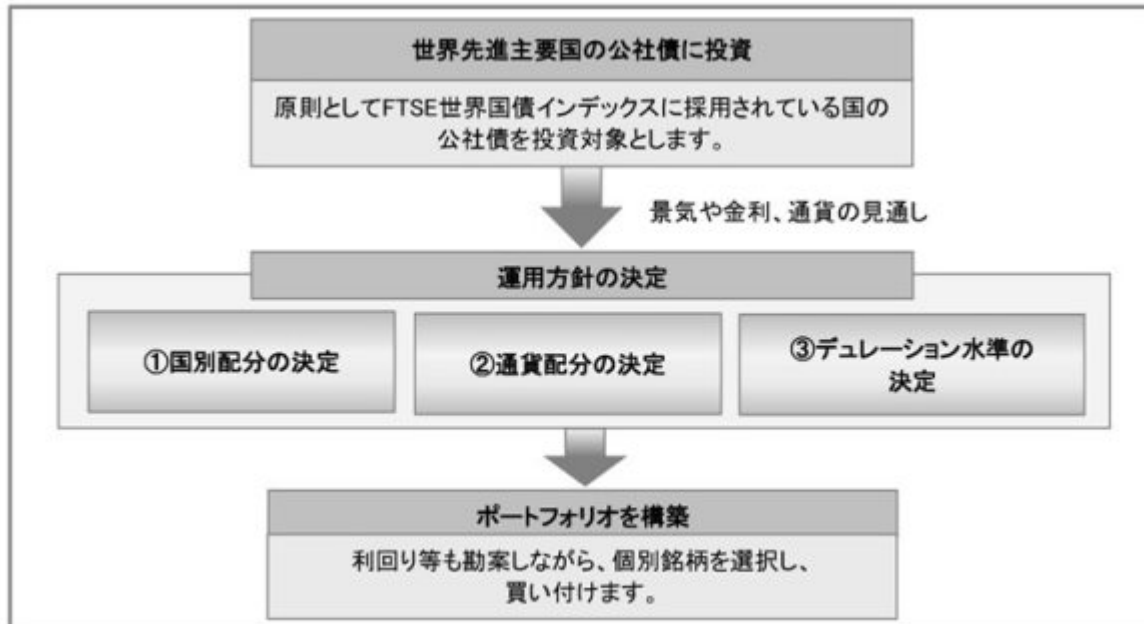 世界先進主要国の公社債に投資
原則としてFTSE世界国債インデックスに採用されている国の
公社債を投資対象とします。
景気や金利、通貨の見通し
運用方針の決定
①国別配分の決定
②通貨配分の決定
③デュレーション水準の
決定
ポートフォリオを構築
利回り等も勘案しながら、個別銘柄を選択し、
買い付けます。